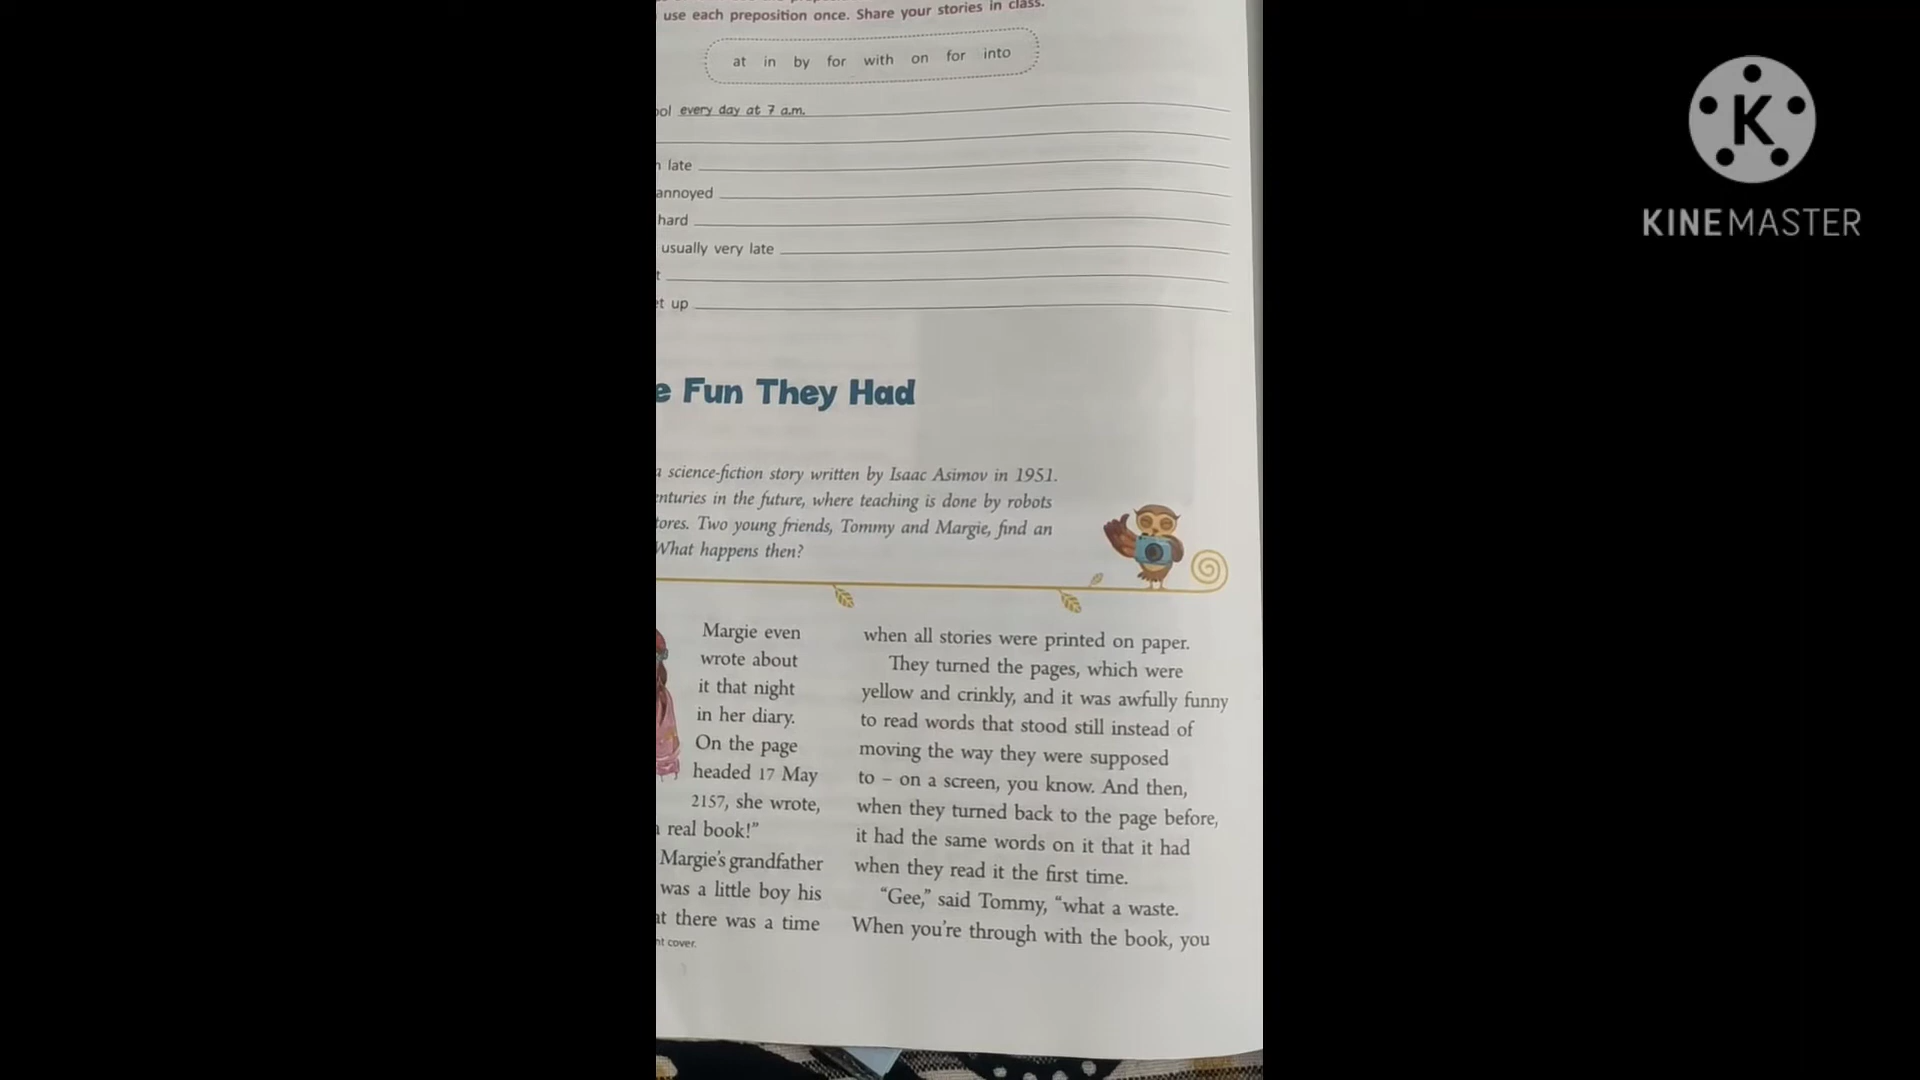 use each preposition once. Share your stories in class.
at in by for with on for into
every day at 7 a.m.
late
annoyed
hard
usually very late
up
Fun They Had
a science-fiction story written by Isaac Asimov in 1951.
in the future, where teaching is done by robots
Two young friends, Tommy and Margie, find an
What happens then?
Margie even
wrote about
it that night
in her diary.
On the page
headed 17 May
2157, she wrote,
real book!”
Margie’s grandfather
was a little boy his
there was a time
cover.
when all stories were printed on paper.
They turned the pages, which were
yellow and crinkly, and it was awfully funny
to read words that stood still instead of
moving the way they were supposed
to – on a screen, you know. And then,
when they turned back to the page before,
it had the same words on it that it had
when they read it the first time.
“Gee,” said Tommy, “what a waste.
When you’re through with the book, you
K
KINEMASTER